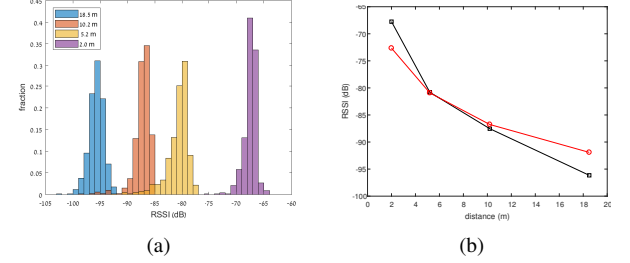 0.45
0.4
0.35
0.3
0.25
0.2
0.15
0.1
0.05
0
fraction
18.5 m
10.2 m
5.2 m
2.0 m
-105 -100 -95 -90 -85 -80 -75 -70 -65 -60
RSSI (dB)
(a)
-65
-70
-75
-80
-85
-90
-95
-100
RSSI (dB)
0 2 4 6 8 10 12 14 16 18 20
distance (m)
(b)